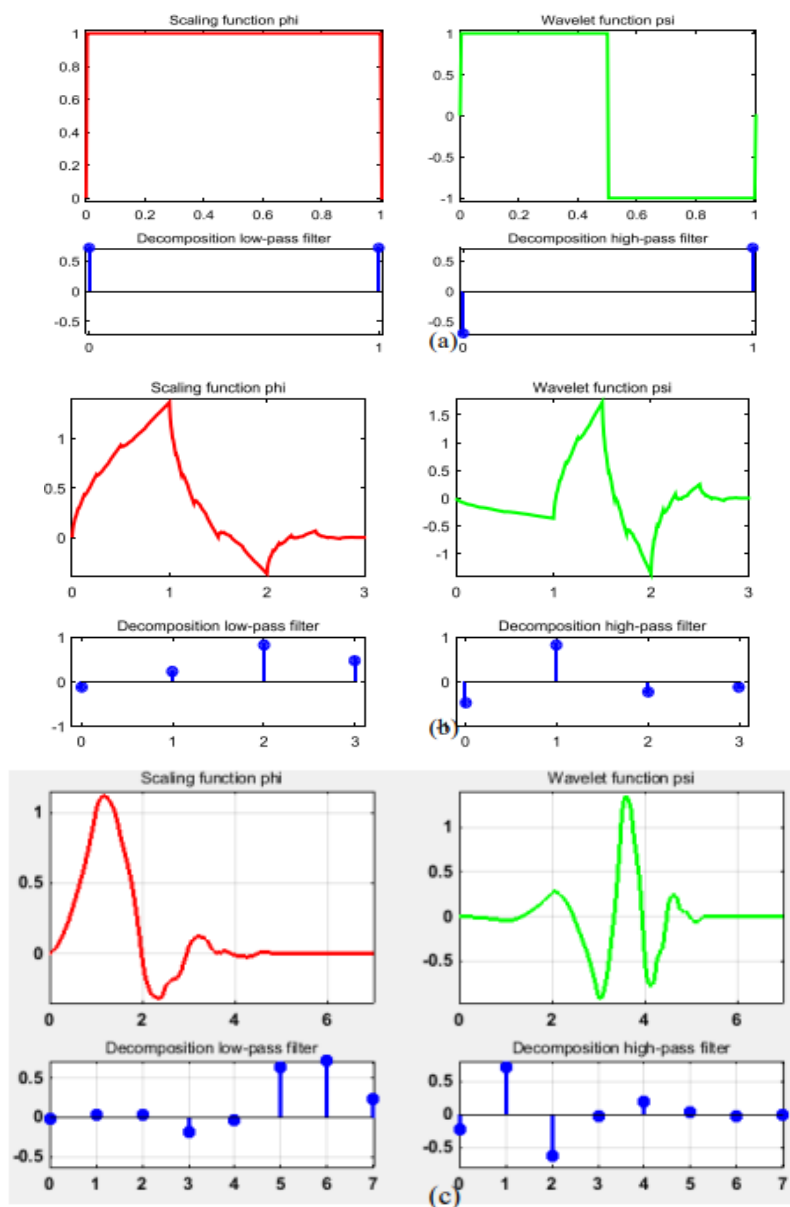 Scaling function phi
Wavelet function psi
1
0.8
0.6
0.4
0.2
0
0 0.2 0.4 0.6 0.8 1
1
0.5
0
-1
-1
0 0.2 0.4 0.6 0.8 1
Decomposition low-pass filter
Decomposition high-pass filter
0.5
0
-0.5
0 1
0.5
0
-0.5
0 1
(a)
Scaling function phi
Wavelet function psi
1
0.5
0
0 1 2 3
1.5
1
0.5
0
-0.5
-1
0 1 2 3
Decomposition low-pass filter
Decomposition high-pass filter
1
0
-1
0 1 2 3
1
0
-1
0 1 2 3
(b)
Scaling function phi
Wavelet function psi
1
0.5
0
0 2 4 6
1
0.5
0
-0.5
0 2 4 6
Decomposition low-pass filter
Decomposition high-pass filter
0.5
0
-0.5
0 1 2 3 4 5 6 7
0.5
0
-0.5
0 1 2 3 4 5 6 7
(c)